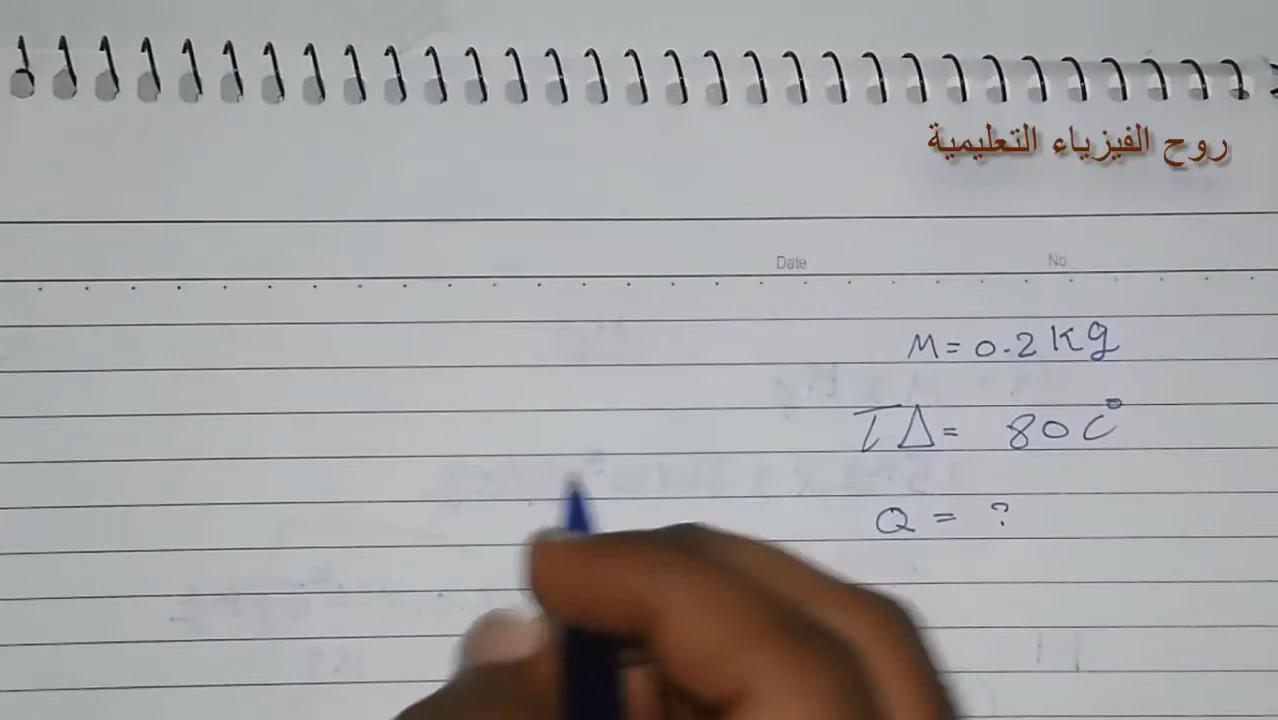 روح الفيزياء التعليمية
Date No
M = 0.2 Kg
TΔ = 80 C°
Q = ?